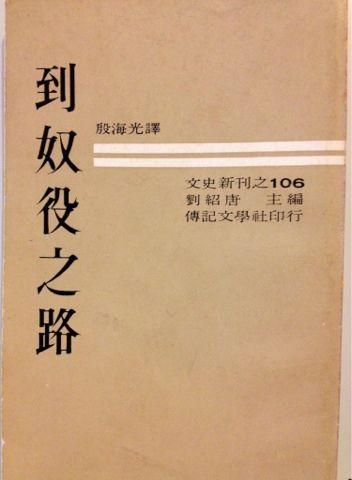 到奴役之路
殷海光譯
文史新刊之106
劉紹唐 主編
傳記文學社印行